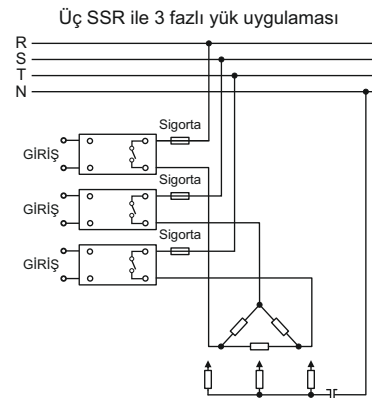 Üç SSR ile 3 fazlı yük uygulaması
R
S
T
N
Sigorta
GİRİŞ
Sigorta
GİRİŞ
Sigorta
GİRİŞ